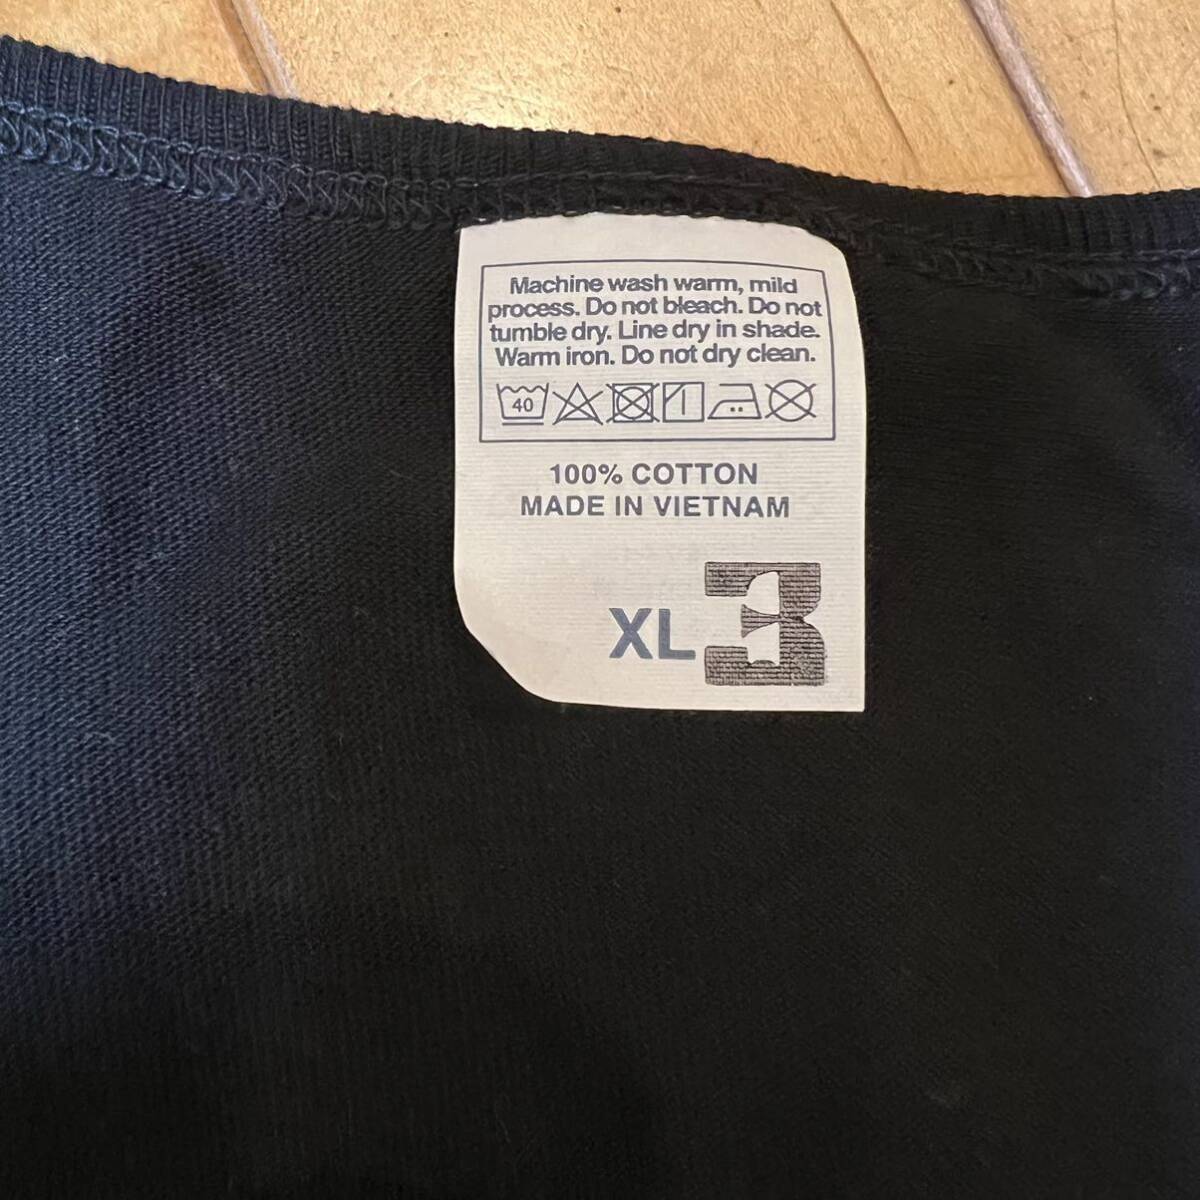 Machine wash warm, mild
process. Do not bleach. Do not
tumble dry. Line dry in shade.
Warm iron. Do not dry clean.
40
100% COTTON
MADE IN VIETNAM
XL 3